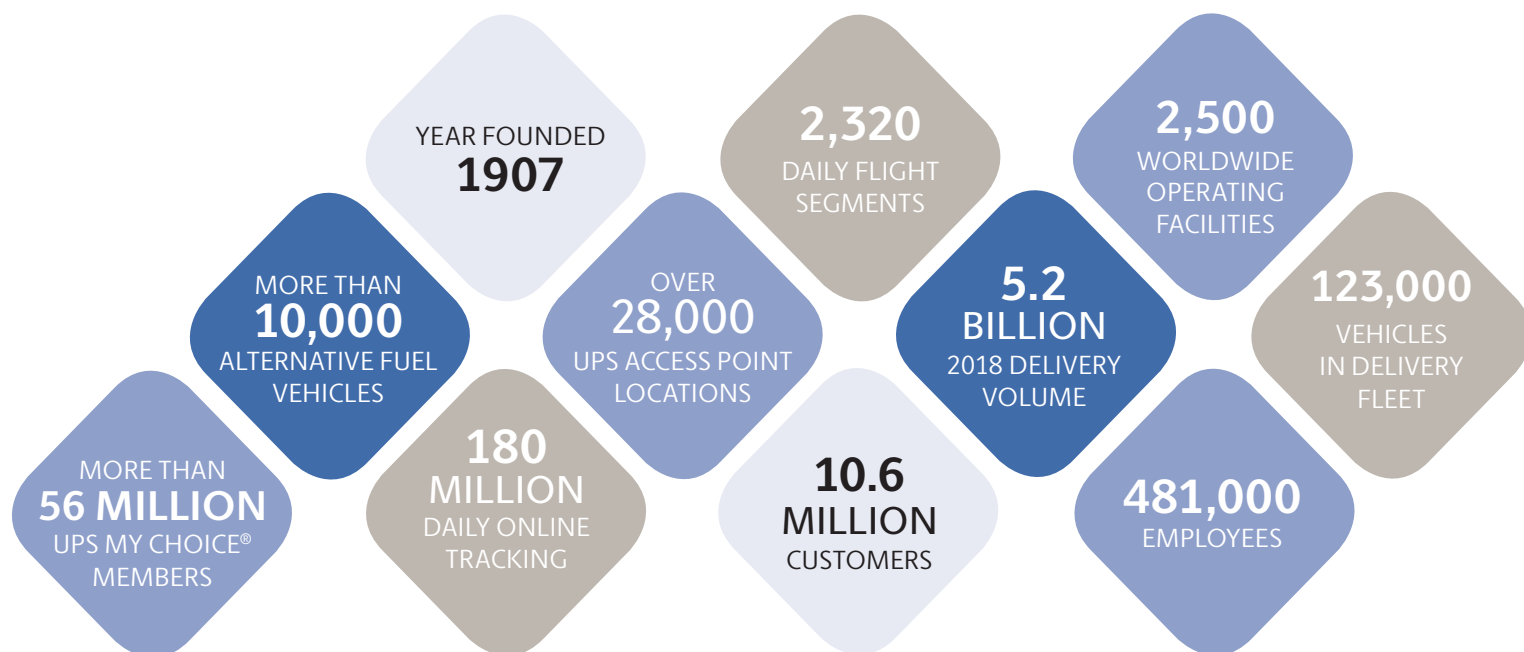 YEAR FOUNDED
1907
2,320
DAILY FLIGHT
SEGMENTS
2,500
WORLDWIDE
OPERATING
FACILITIES
MORE THAN
10,000
ALTERNATIVE FUEL
VEHICLES
OVER
28,000
UPS ACCESS POINT
LOCATIONS
5.2
BILLION
2018 DELIVERY
VOLUME
123,000
VEHICLES
IN DELIVERY
FLEET
MORE THAN
56 MILLION
UPS MY CHOICE®
MEMBERS
180
MILLION
DAILY ONLINE
TRACKING
10.6
MILLION
CUSTOMERS
481,000
EMPLOYEES